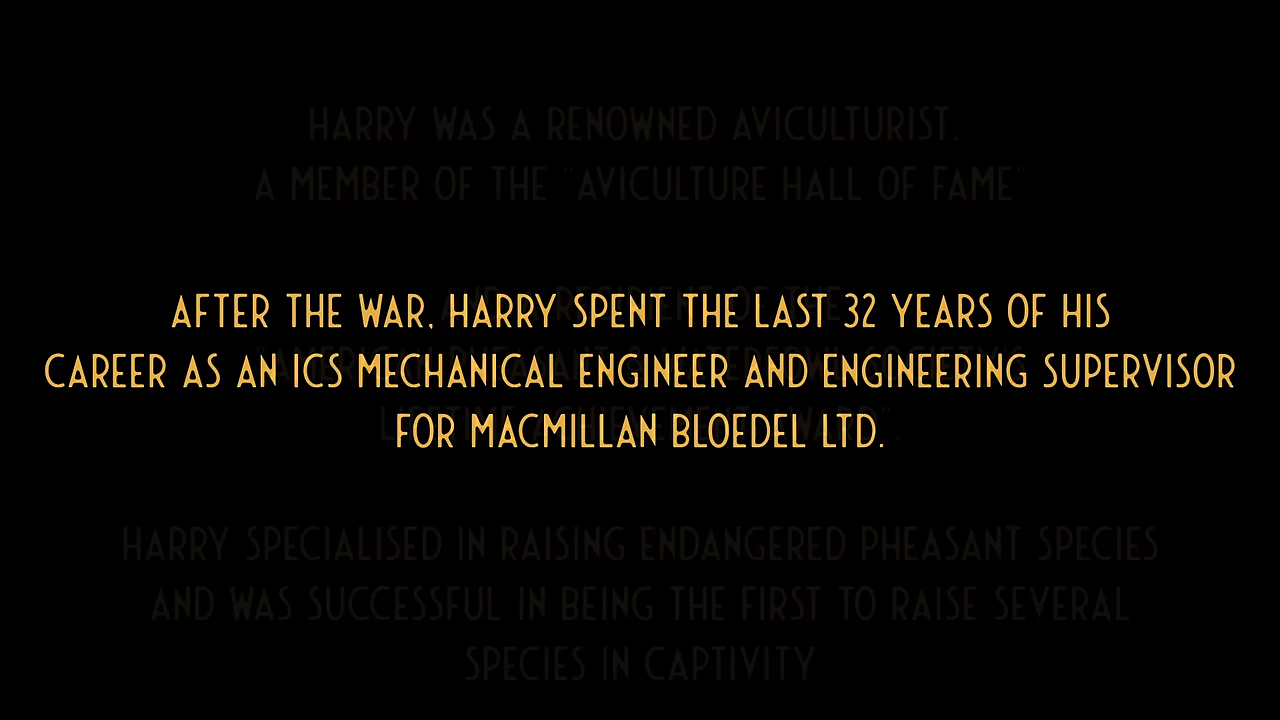 HARRY WAS A RENOWNED AVICULTURIST.
A MEMBER OF THE "AVICULTURE HALL OF FAME"
AFTER THE WAR, HARRY SPENT THE LAST 32 YEARS OF HIS
CAREER AS AN ICS MECHANICAL ENGINEER AND ENGINEERING SUPERVISOR
FOR MACMILLAN BLOEDEL LTD.
HARRY SPECIALISED IN RAISING ENDANGERED PHEASANT SPECIES
AND WAS SUCCESSFUL IN BEING THE FIRST TO RAISE SEVERAL
SPECIES IN CAPTIVITY